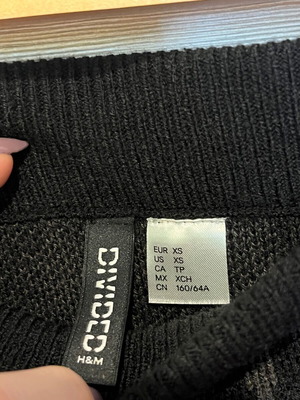 DIVIDED
H&M
EUR XS
US XS
CA TP
MX XCH
CN 160/64A